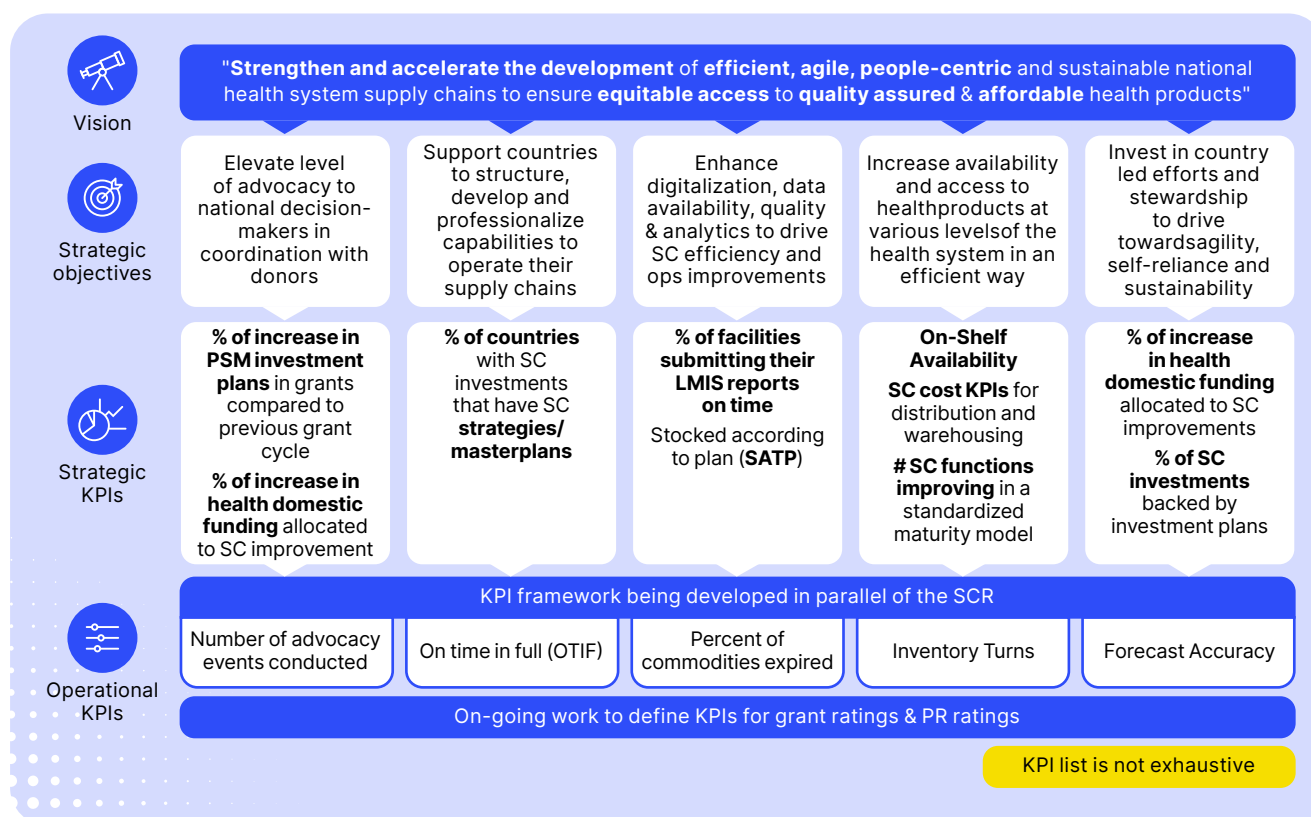 Vision
"Strengthen and accelerate the development of efficient, agile, people-centric and sustainable national
health system supply chains to ensure equitable access to quality assured & affordable health products"
Strategic
objectives
Elevate level
of advocacy to
national decision-
makers in
coordination with
donors
Support countries
to structure,
develop and
professionalize
capabilities to
operate their
supply chains
Enhance
digitalization, data
availability, quality
& analytics to drive
SC efficiency and
ops improvements
Increase availability
and access to
healthproducts at
various levelsof the
health system in an
efficient way
Invest in country
led efforts and
stewardship
to drive
towardsagility,
self-reliance and
sustainability
Strategic
KPIs
% of increase in
PSM investment
plans in grants
compared to
previous grant
cycle
% of increase in
health domestic
funding allocated
to SC improvement
% of countries
with SC
investments
that have SC
strategies/
masterplans
% of facilities
submitting their
LMIS reports
on time
Stocked according
to plan (SATP)
On-Shelf
Availability
SC cost KPIs for
distribution and
warehousing
# SC functions
improving in a
standardized
maturity model
% of increase
in health
domestic funding
allocated to SC
improvements
% of SC
investments
backed by
investment plans
Operational
KPIs
KPI framework being developed in parallel of the SCR
Number of advocacy
events conducted
On time in full (OTIF)
Percent of
commodities expired
Inventory Turns
Forecast Accuracy
On-going work to define KPIs for grant ratings & PR ratings
KPI list is not exhaustive